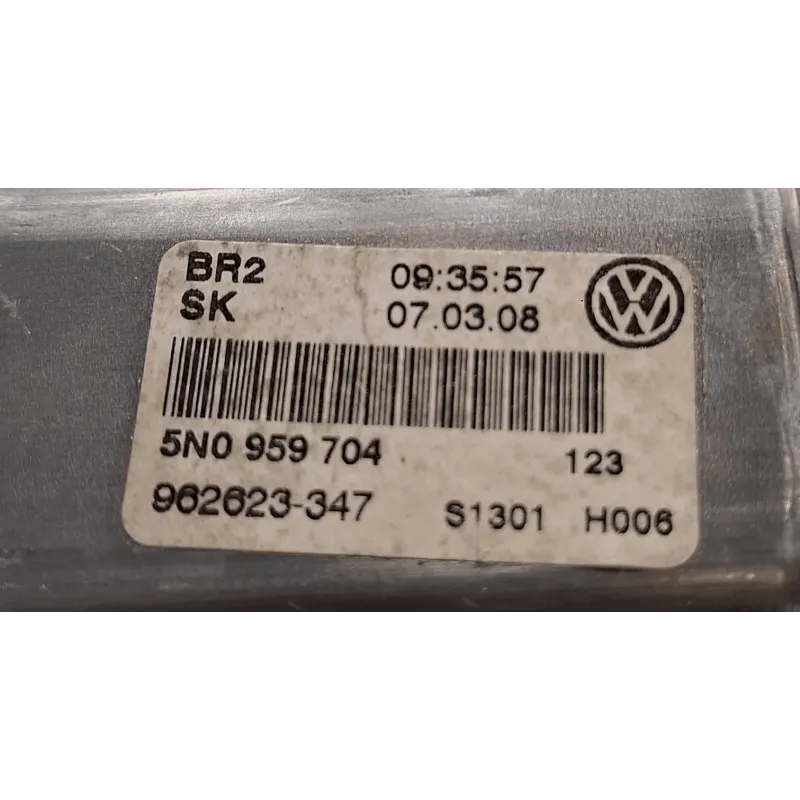 BR2 09:35:57
SK 07.03.08
5N0 959 704 123
962623-347 S1301 H006